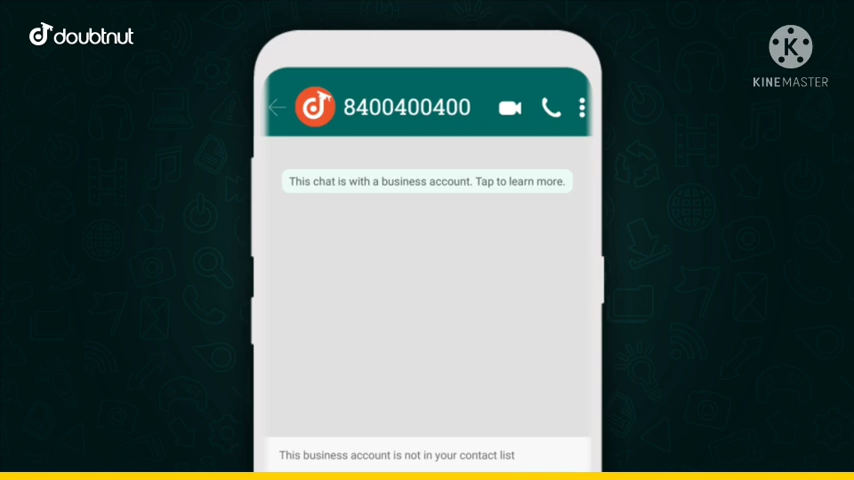 doubtnut
K
KINEMASTER
8400400400
This chat is with a business account. Tap to learn more.
This business account is not in your contact list